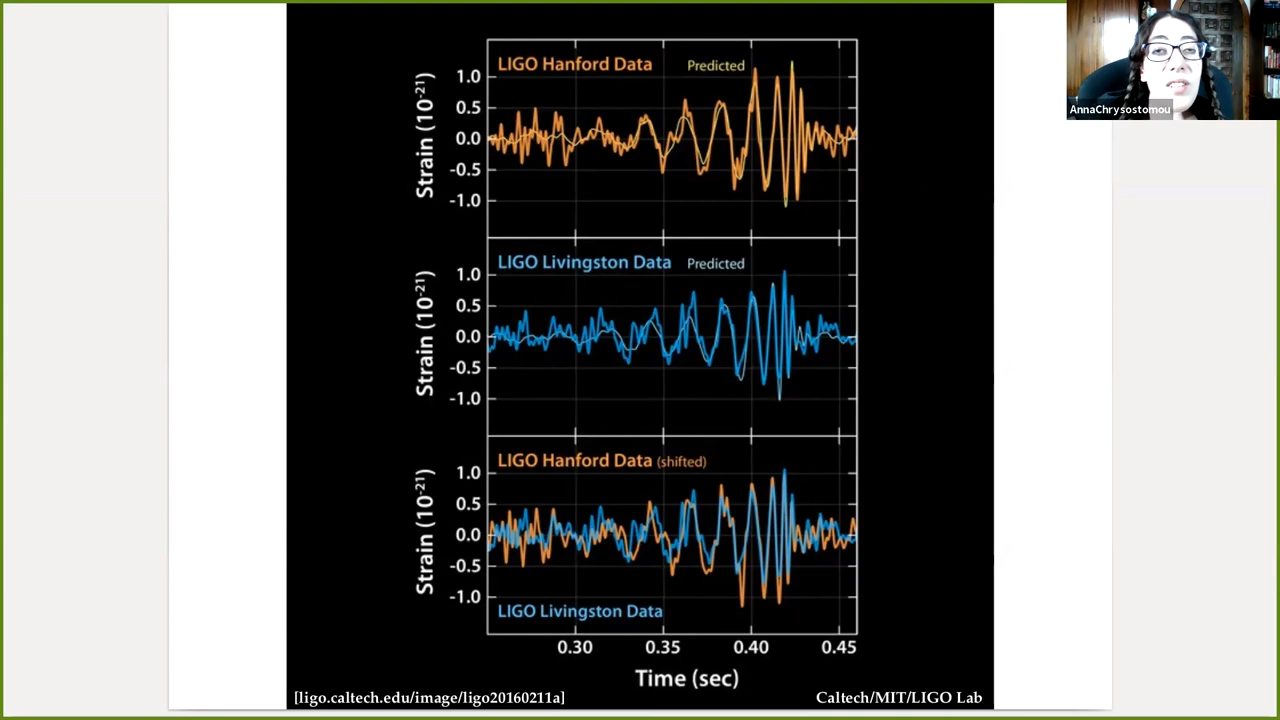 LIGO Hanford Data Predicted
1.0
0.5
0.0
-0.5
-1.0
Strain (10⁻²¹)
LIGO Livingston Data Predicted
1.0
0.5
0.0
-0.5
-1.0
Strain (10⁻²¹)
LIGO Hanford Data (shifted)
1.0
0.5
0.0
-0.5
-1.0
Strain (10⁻²¹)
LIGO Livingston Data
0.30 0.35 0.40 0.45
Time (sec)
[ligo.caltech.edu/image/ligo20160211a]
Caltech/MIT/LIGO Lab
AnnaChrysostomou